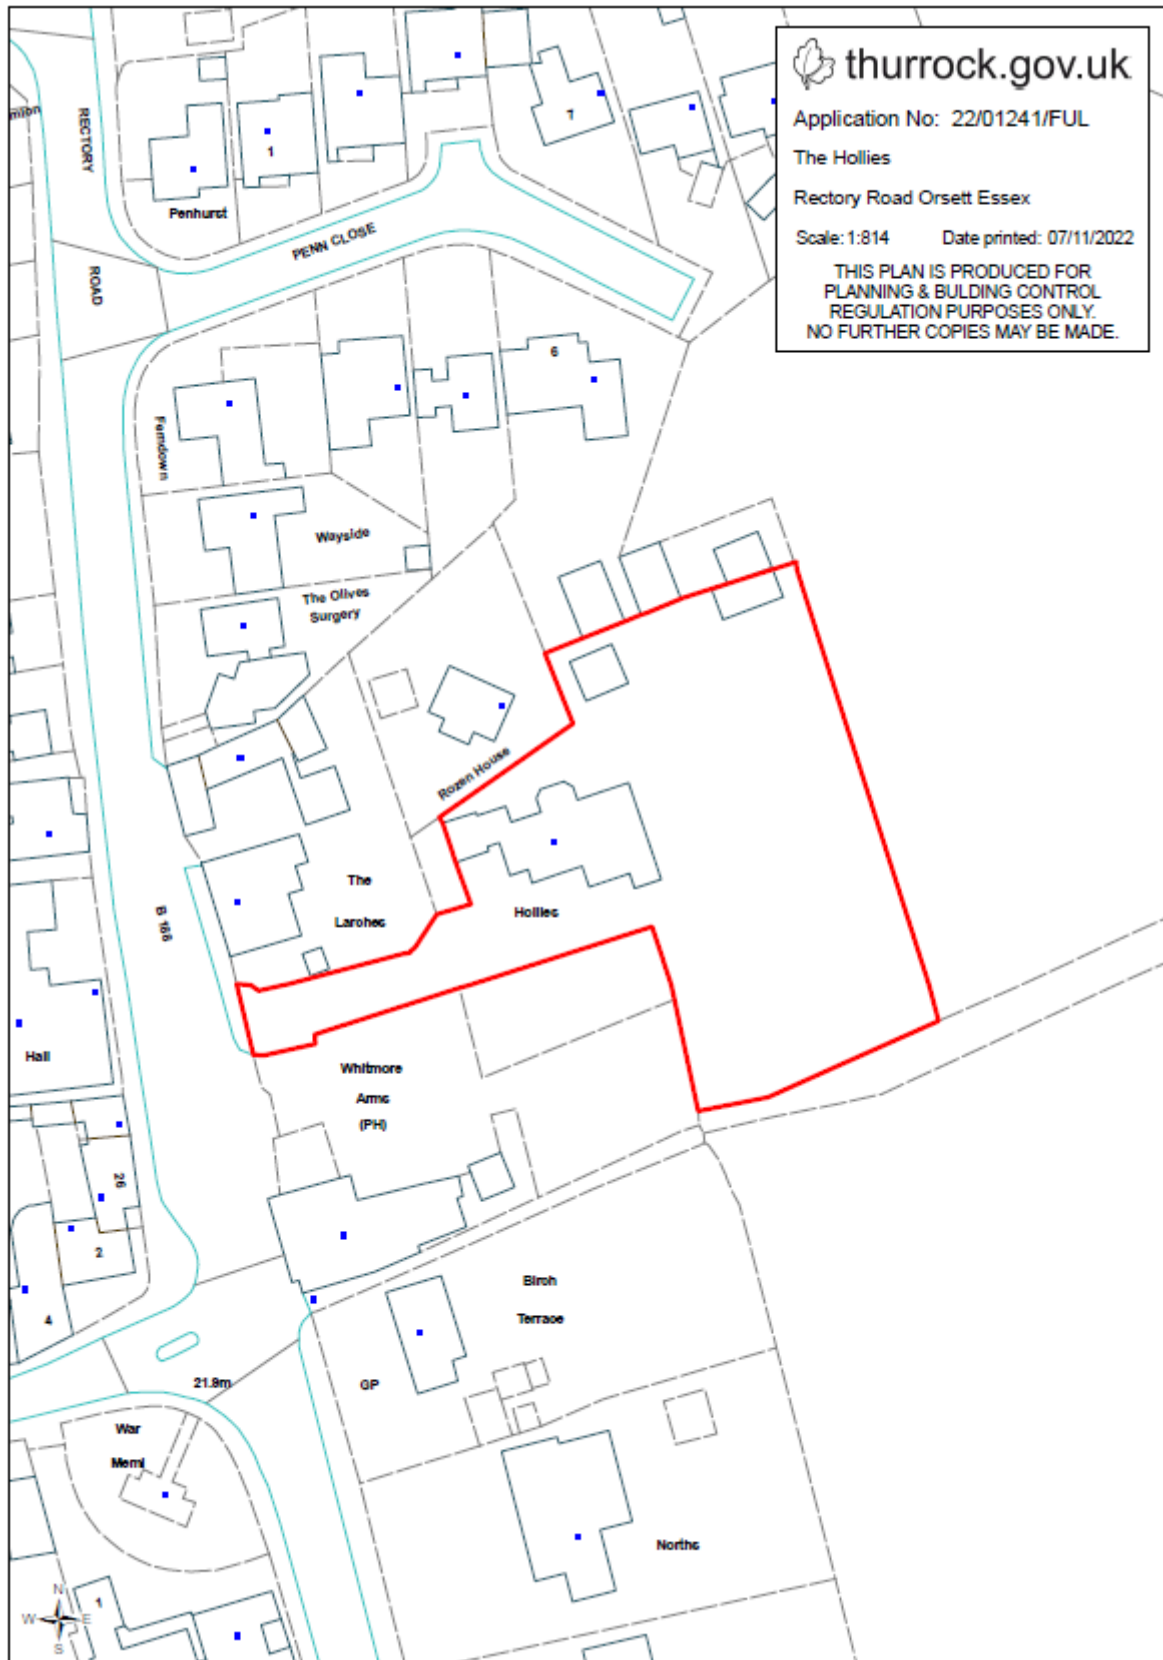 thurrock.gov.uk
Application No: 22/01241/FUL
The Hollies
Rectory Road Orsett Essex
Scale: 1:814 Date printed: 07/11/2022
THIS PLAN IS PRODUCED FOR
PLANNING & BULDING CONTROL
REGULATION PURPOSES ONLY.
NO FURTHER COPIES MAY BE MADE.
RECTORY
ROAD
1
7
Penhurst
PENN CLOSE
6
Ferndown
Wayside
The Olives
Surgery
Rozen House
The
Larches
Hollies
B 188
Hall
Whitmore
Arms
(PH)
26
2
4
Birch
Terrace
21.9m
GP
War
Meml
Norths
1
N
W E
S